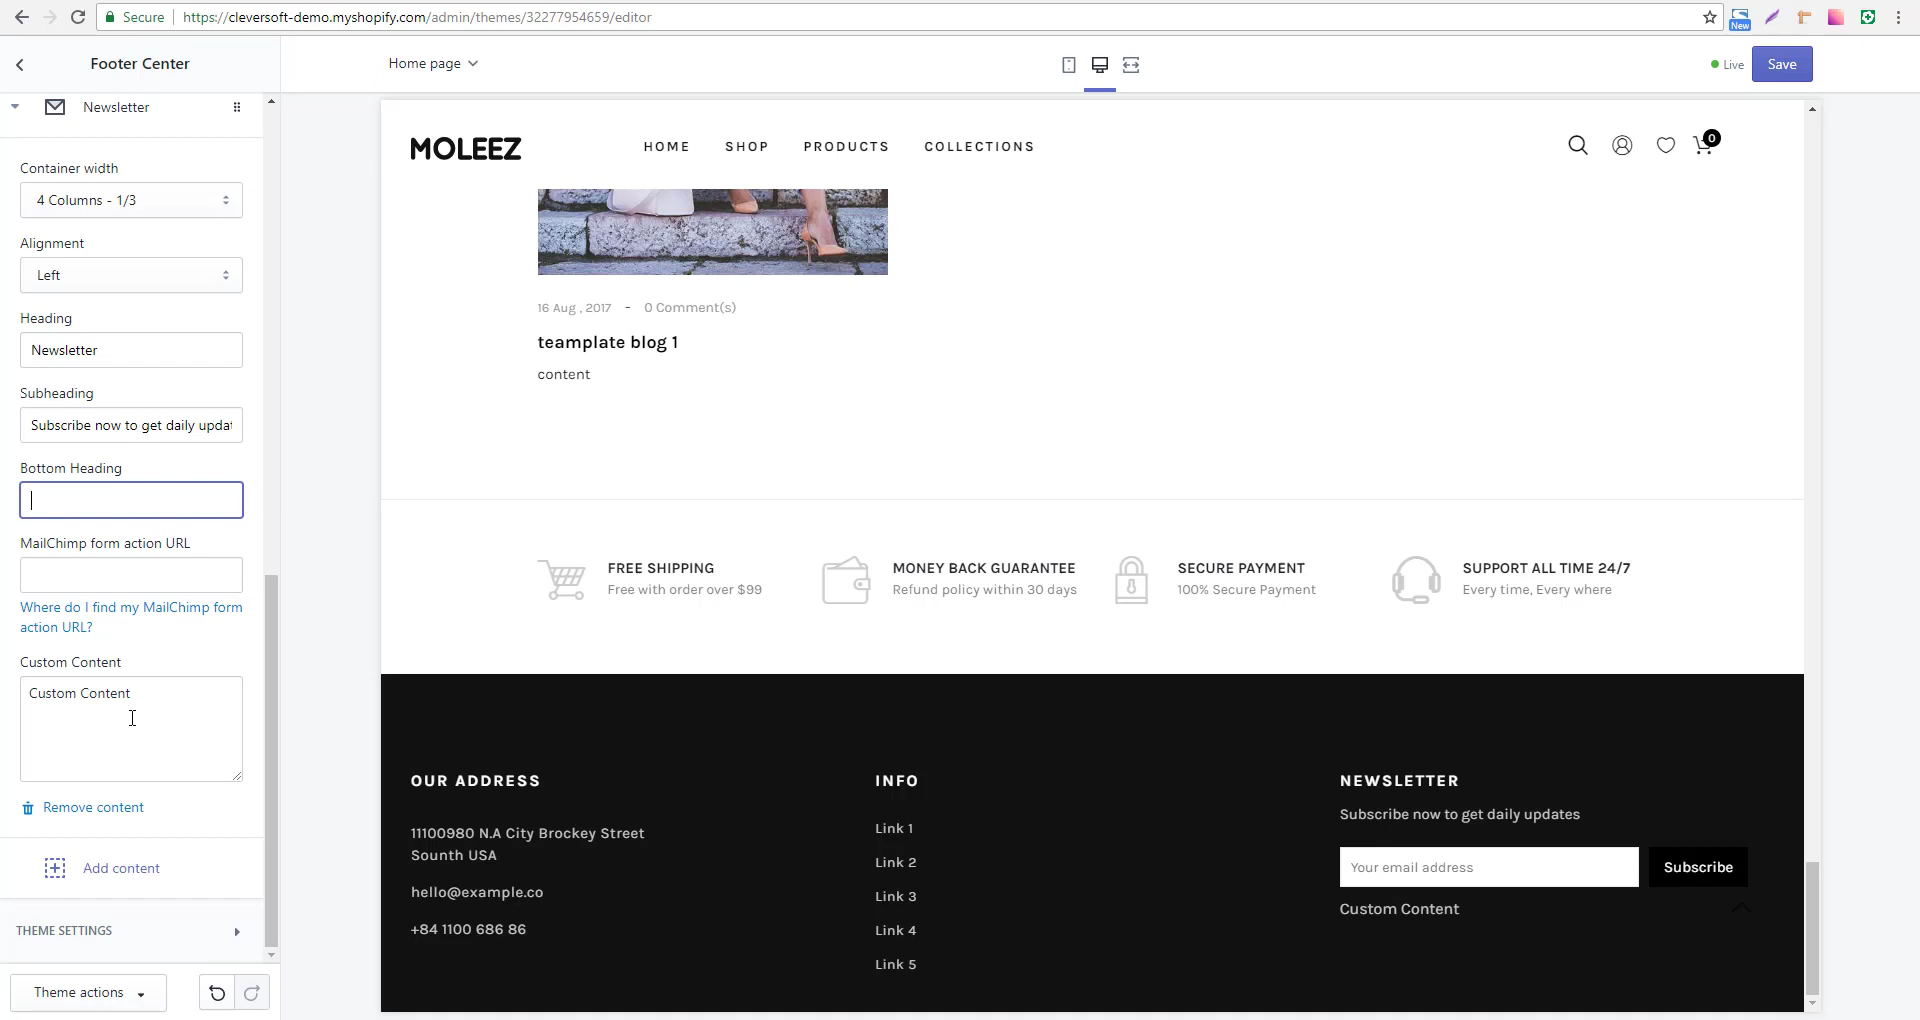 Secure https://cleversoft-demo.myshopify.com/admin/themes/32277954659/editor
New
Footer Center
Home page
Live
Save
Newsletter
Container width
4 Columns - 1/3
Alignment
Left
Heading
Newsletter
Subheading
Subscribe now to get daily updat
Bottom Heading
MailChimp form action URL
Where do I find my MailChimp form
action URL?
Custom Content
Custom Content
Remove content
Add content
THEME SETTINGS
Theme actions
MOLEEZ
HOME SHOP PRODUCTS COLLECTIONS
0
16 Aug , 2017 - 0 Comment(s)
teamplate blog 1
content
FREE SHIPPING
Free with order over $99
MONEY BACK GUARANTEE
Refund policy within 30 days
SECURE PAYMENT
100% Secure Payment
SUPPORT ALL TIME 24/7
Every time, Every where
OUR ADDRESS
11100980 N.A City Brockey Street
Sounth USA
hello@example.co
+84 1100 686 86
INFO
Link 1
Link 2
Link 3
Link 4
Link 5
NEWSLETTER
Subscribe now to get daily updates
Your email address
Subscribe
Custom Content